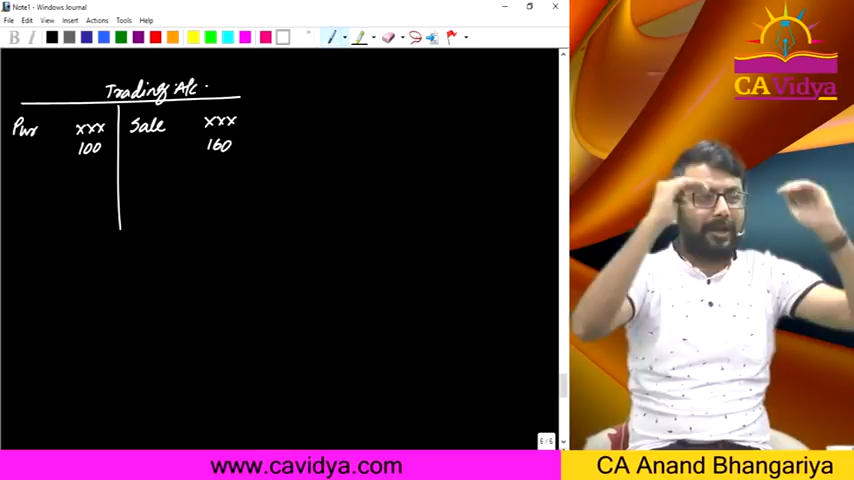 Note1 - Windows Journal
File Edit View Insert Actions Tools Help
B I
Trading A/c.
Pur xxx Sale xxx
100 160
6 / 6
CA Vidya
www.cavidya.com
CA Anand Bhangariya